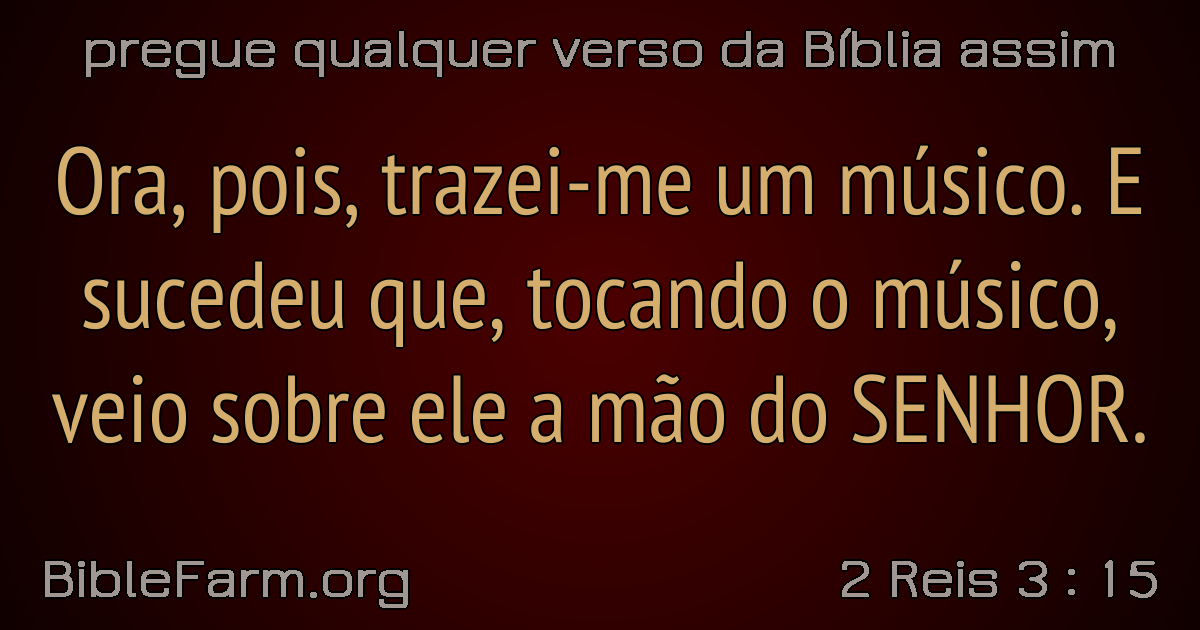 pregue qualquer verso da Bíblia assim
Ora, pois, trazei-me um músico. E
sucedeu que, tocando o músico,
veio sobre ele a mão do SENHOR.
BibleFarm.org
2 Reis 3 : 15